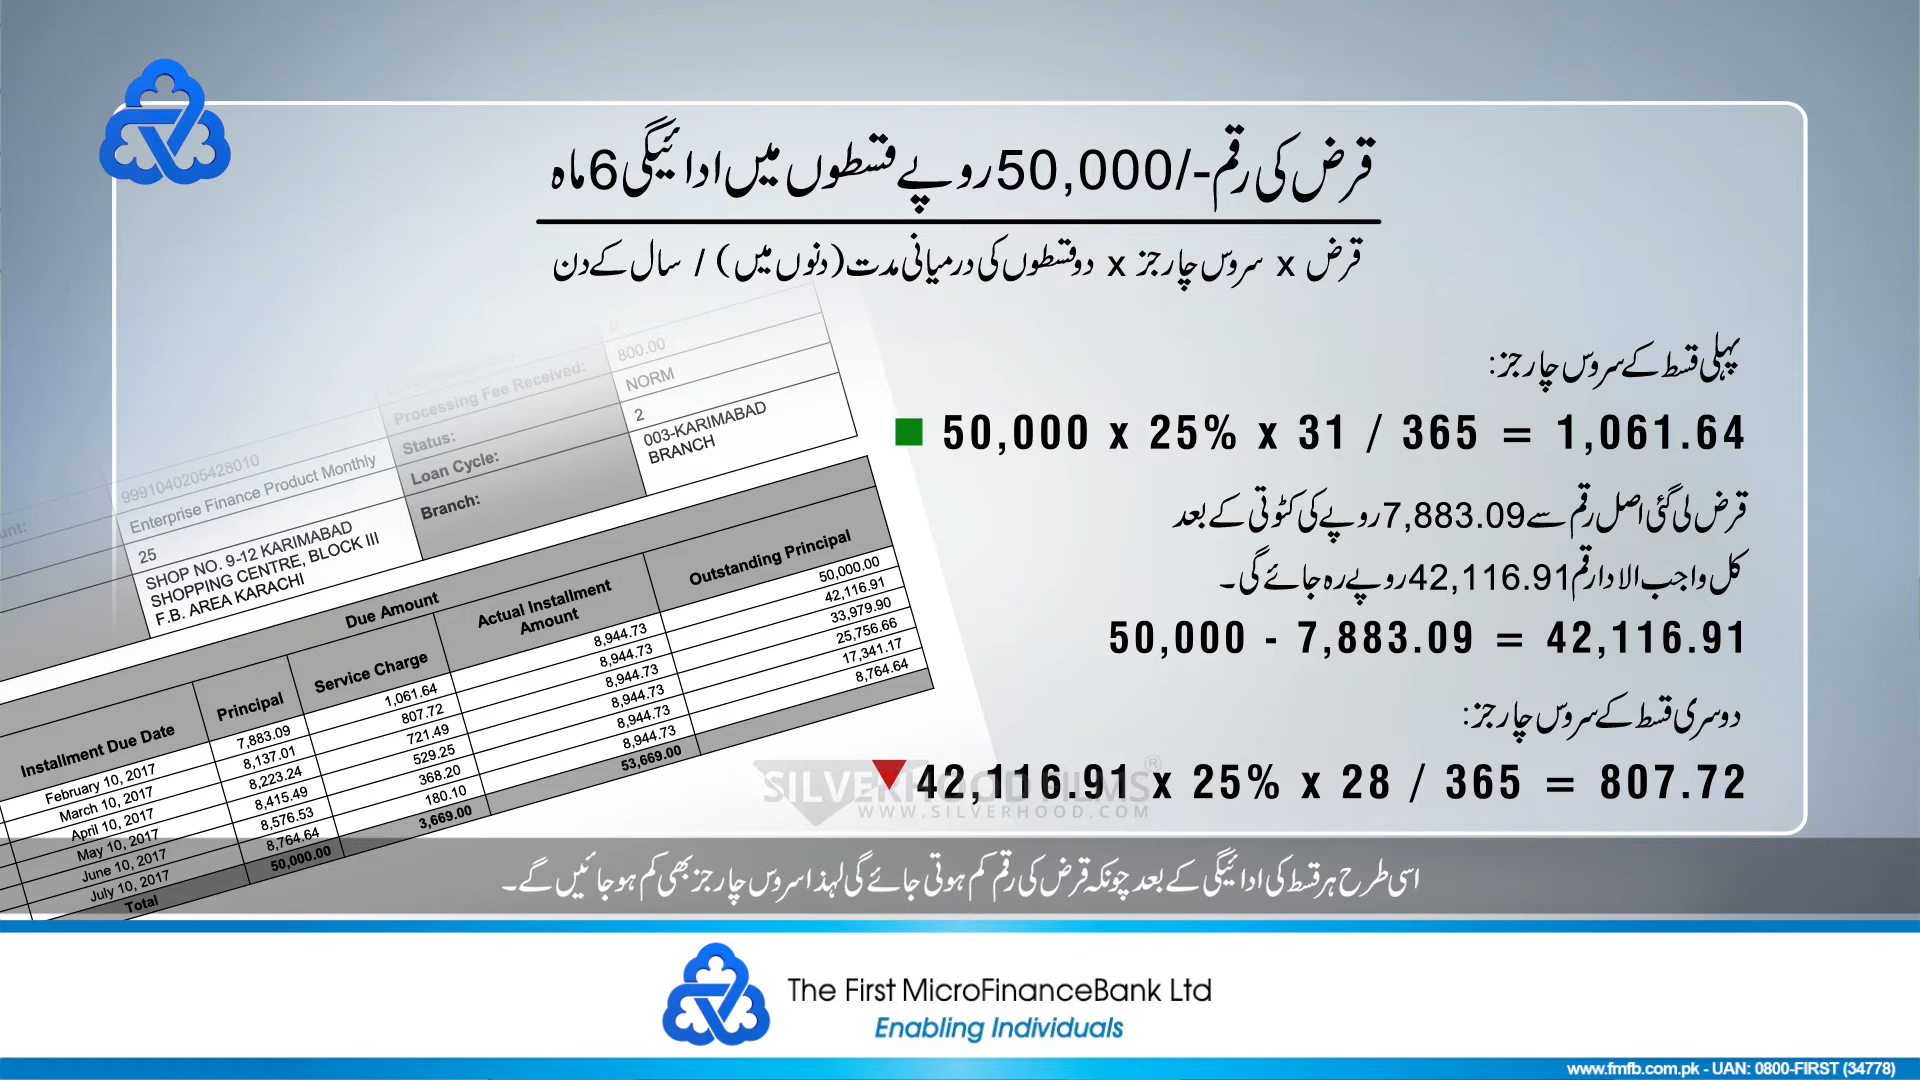 قرض کی رقم -/50,000 روپے قسطوں میں ادائیگی 6 ماہ
قرض x سروس چارجز x دو قسطوں کی درمیانی مدت (دنوں میں) / سال کے دن
پہلی قسط کے سروس چارجز:
50,000 x 25% x 31 / 365 = 1,061.64
قرض لی گئی اصل رقم سے 7,883.09 روپے کی کٹوتی کے بعد
کل واجب الادا رقم 42,116.91 روپے رہ جائے گی۔
50,000 - 7,883.09 = 42,116.91
دوسری قسط کے سروس چارجز:
42,116.91 x 25% x 28 / 365 = 807.72
SILVERHOOD FILMS®
WWW.SILVERHOOD.COM
Processing Fee Received: 800.00
Status: NORM
Loan Cycle: 2
Branch: 003-KARIMABAD
BRANCH
9991040205428010
Enterprise Finance Product Monthly
25
SHOP NO. 9-12 KARIMABAD
SHOPPING CENTRE, BLOCK III
F.B. AREA KARACHI
Due Amount
Installment Due Date Principal Service Charge Actual Installment Amount Outstanding Principal
50,000.00
February 10, 2017 7,883.09 1,061.64 8,944.73 42,116.91
March 10, 2017 8,137.01 807.72 8,944.73 33,979.90
April 10, 2017 8,223.24 721.49 8,944.73 25,756.66
May 10, 2017 8,415.49 529.25 8,944.73 17,341.17
June 10, 2017 8,576.53 368.20 8,944.73 8,764.64
July 10, 2017 8,764.64 180.10 8,944.73
Total 50,000.00 3,669.00 53,669.00
اسی طرح ہر قسط کی ادائیگی کے بعد چونکہ قرض کی رقم کم ہوتی جائے گی لہذا سروس چارجز بھی کم ہو جائیں گے۔
The First MicroFinanceBank Ltd
Enabling Individuals
www.fmfb.com.pk - UAN: 0800-FIRST (34778)